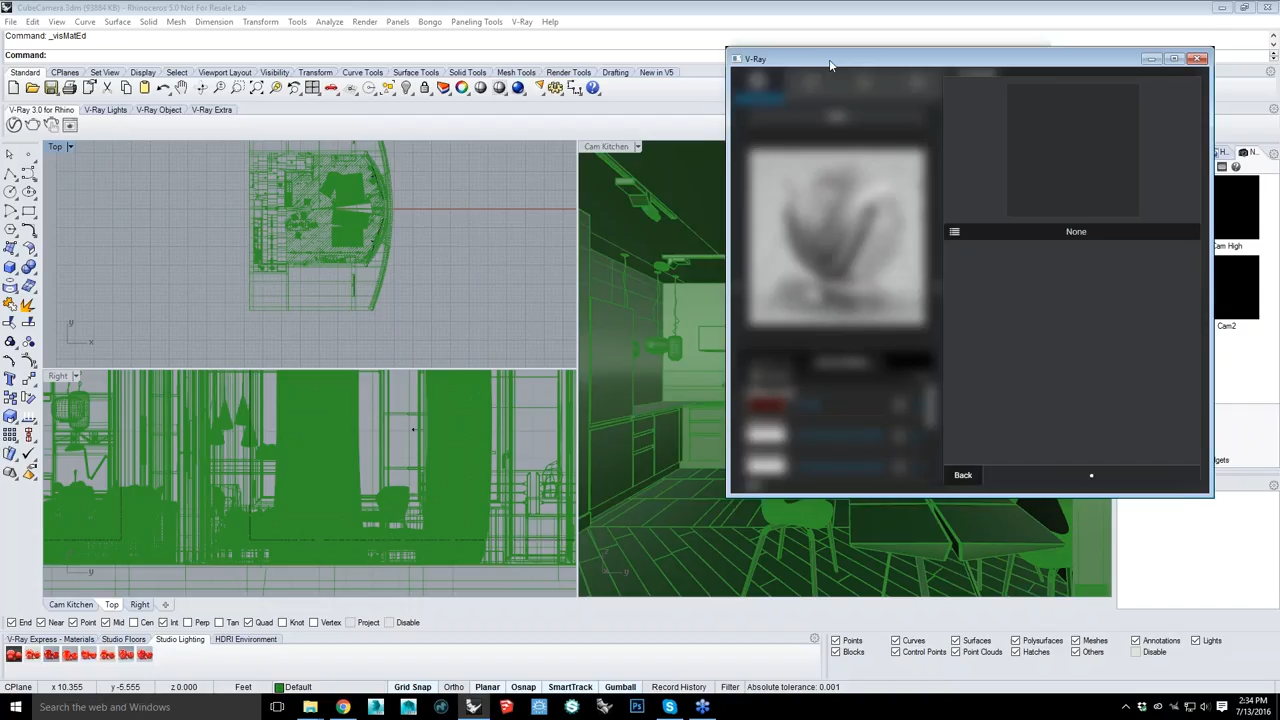 CubeCamera.3dm (93884 KB) - Rhinoceros 5.0 Not For Resale Lab
File Edit View Curve Surface Solid Mesh Dimension Transform Tools Analyze Render Panels Bongo Paneling Tools V-Ray Help
Command: _visMatEd
Command:
V-Ray
Standard CPlanes Set View Display Select Viewport Layout Visibility Transform Curve Tools Surface Tools Solid Tools Mesh Tools Render Tools Drafting New in V5
V-Ray 3.0 for Rhino V-Ray Lights V-Ray Object V-Ray Extra
Top
Cam Kitchen
None
Cam High
Cam2
Right
Back
y
x
y
y
Cam Kitchen Top Right
End Near Point Mid Cen Int Perp Tan Quad Knot Vertex Project Disable
V-Ray Express - Materials Studio Floors Studio Lighting HDRI Environment
Points Curves Surfaces Polysurfaces Meshes Annotations Lights
Blocks Control Points Point Clouds Hatches Others Disable
CPlane x 10.355 y -5.555 z 0.000 Feet Default Grid Snap Ortho Planar Osnap SmartTrack Gumball Record History Filter Absolute tolerance: 0.001
Search the web and Windows
2:34 PM
7/13/2016